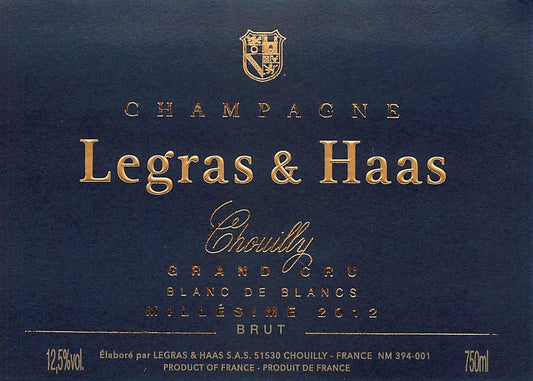 CHAMPAGNE
Legras & Haas
Chouilly
GRAND CRU
BLANC DE BLANCS
MILLÉSIME 2012
BRUT
12,5%vol. Élaboré par LEGRAS & HAAS S.A.S. 51530 CHOUILLY - FRANCE NM 394-001 750ml
PRODUCT OF FRANCE - PRODUIT DE FRANCE